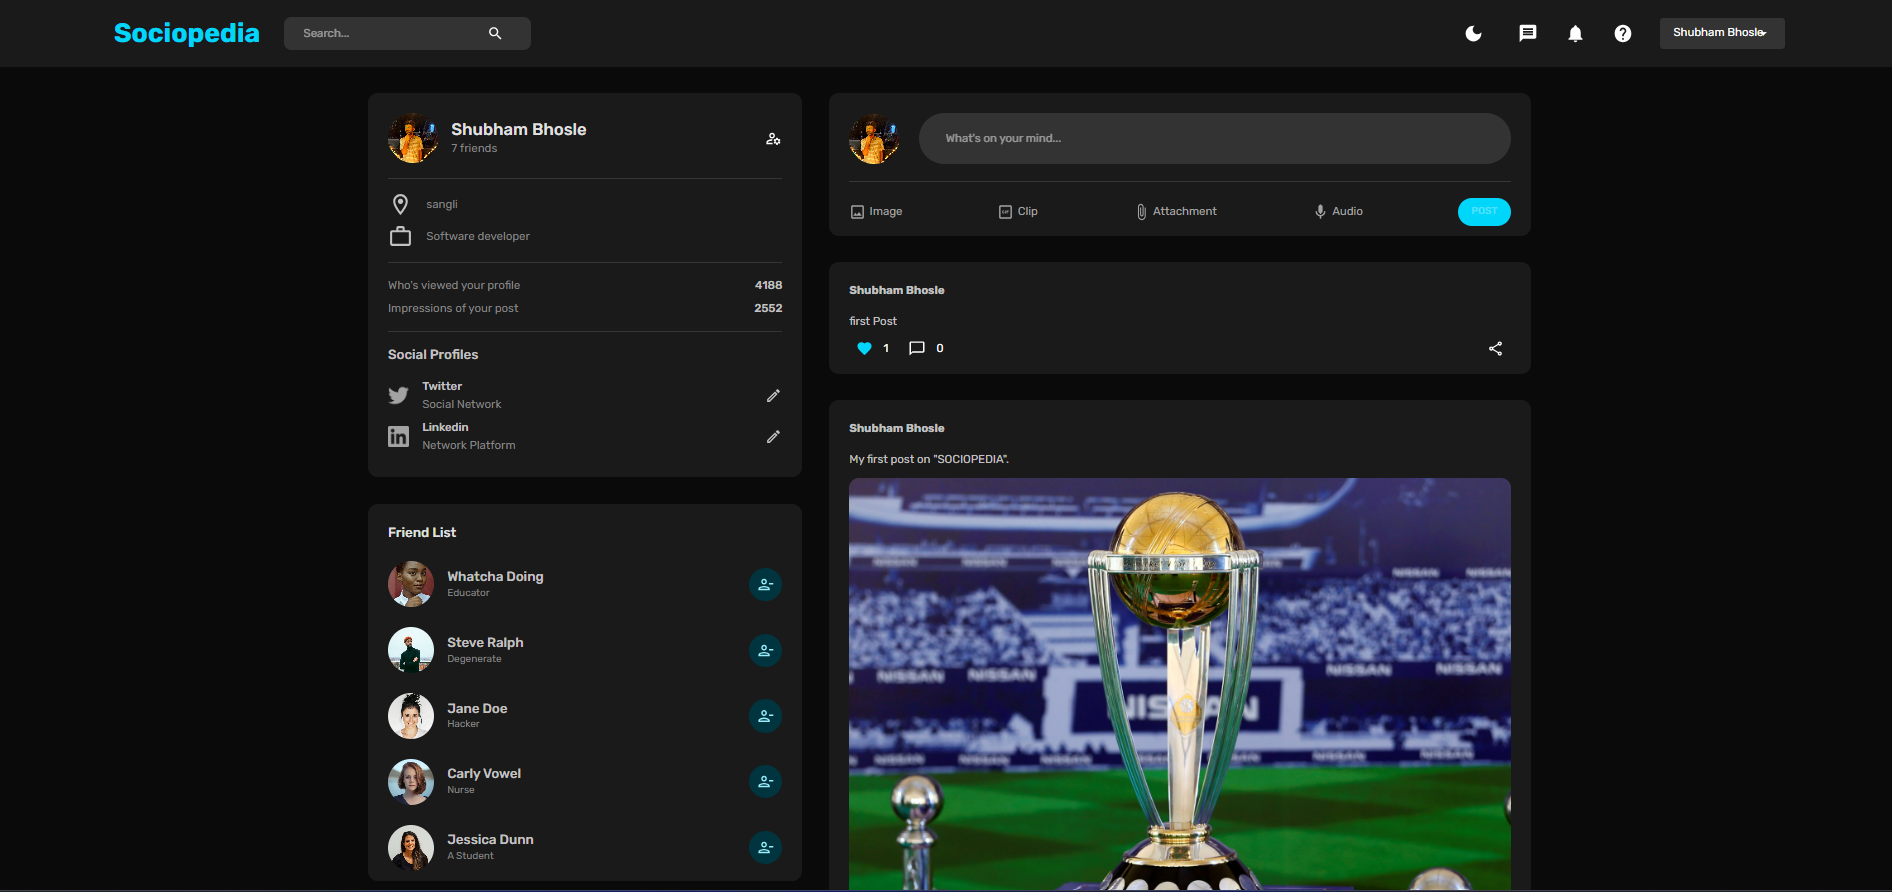 Sociopedia
Search...
Shubham Bhosle
Shubham Bhosle
7 friends
sangli
Software developer
Who's viewed your profile 4188
Impressions of your post 2552
Social Profiles
Twitter
Social Network
Linkedin
Network Platform
Friend List
Whatcha Doing
Educator
Steve Ralph
Degenerate
Jane Doe
Hacker
Carly Vowel
Nurse
Jessica Dunn
A Student
What's on your mind...
Image Clip Attachment Audio POST
Shubham Bhosle
first Post
1 0
Shubham Bhosle
My first post on "SOCIOPEDIA".
NISSAN NISSAN
NISSAN NISSAN NISSAN NISSAN
NISSAN